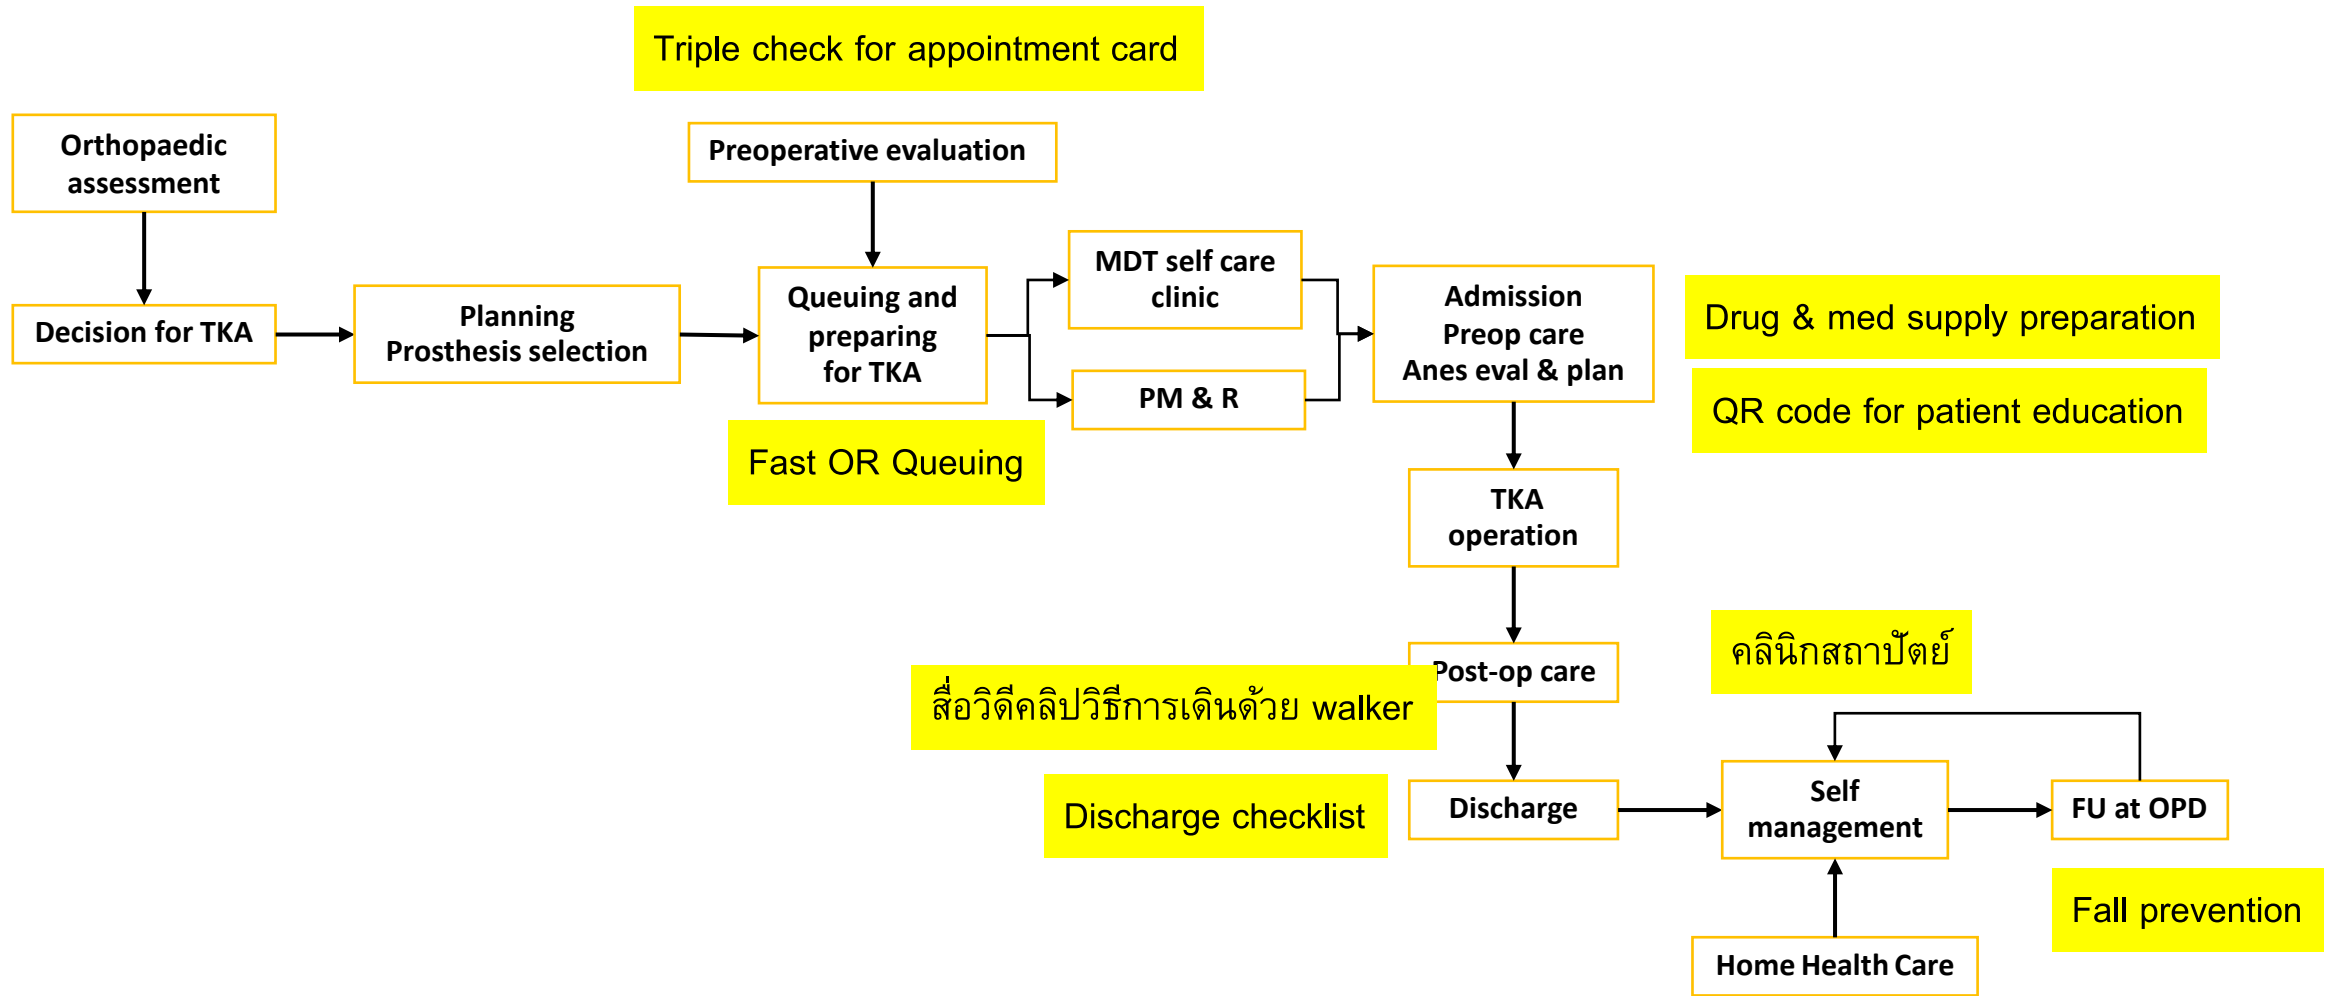 Triple check for appointment card
Orthopaedic
assessment
Preoperative evaluation
Decision for TKA
Planning
Prosthesis selection
Queuing and
preparing
for TKA
MDT self care
clinic
PM & R
Admission
Preop care
Anes eval & plan
Drug & med supply preparation
QR code for patient education
Fast OR Queuing
TKA
operation
Post-op care
สื่อวิดีคลิปวิธีการเดินด้วย walker
คลินิกสถาปัตย์
Discharge checklist
Discharge
Self
management
FU at OPD
Fall prevention
Home Health Care